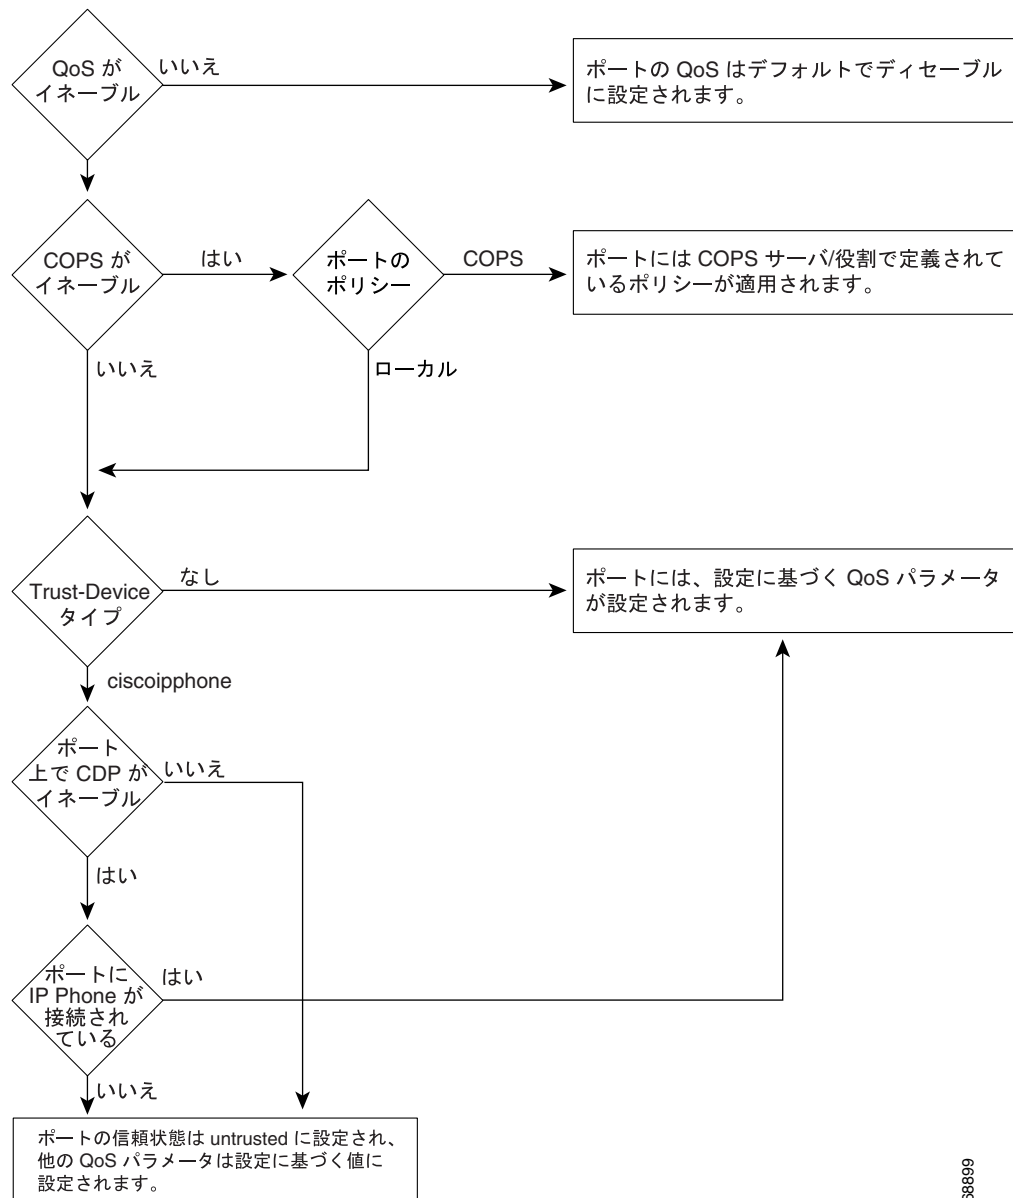 QoS が
イネーブル
いいえ
ポートの QoS はデフォルトでディセーブル
に設定されます。
COPS が
イネーブル
はい
ポートの
ポリシー
COPS
ポートには COPS サーバ/役割で定義されて
いるポリシーが適用されます。
いいえ
ローカル
Trust-Device
タイプ
なし
ポートには、設定に基づく QoS パラメータ
が設定されます。
ciscoipphone
ポート
上で CDP が
イネーブル
いいえ
はい
ポートに
IP Phone が
接続され
ている
はい
いいえ
ポートの信頼状態は untrusted に設定され、
他の QoS パラメータは設定に基づく値に
設定されます。
68899